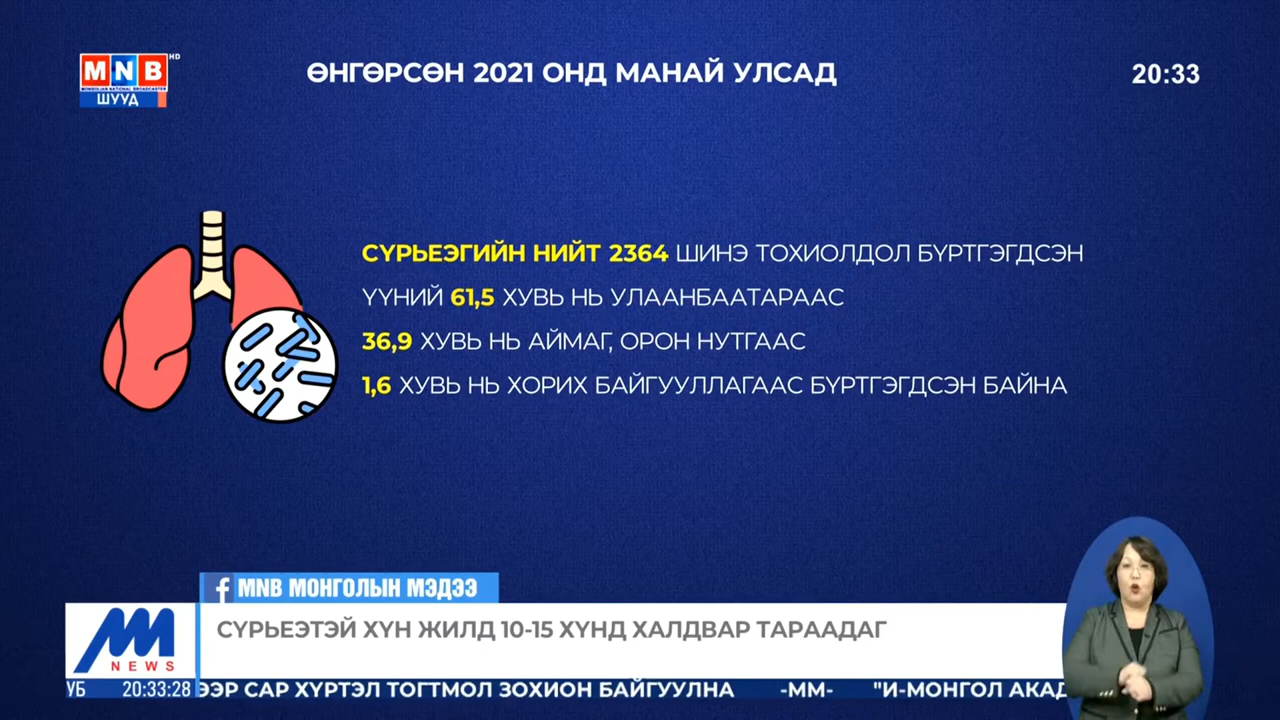 MNB HD
MONGOLIAN NATIONAL BROADCASTER
ШУУД
ӨНГӨРСӨН 2021 ОНД МАНАЙ УЛСАД
20:33
СҮРЬЕЭГИЙН НИЙТ 2364 ШИНЭ ТОХИОЛДОЛ БҮРТГЭГДСЭН
ҮҮНИЙ 61,5 ХУВЬ НЬ УЛААНБААТАРААС
36,9 ХУВЬ НЬ АЙМАГ, ОРОН НУТГААС
1,6 ХУВЬ НЬ ХОРИХ БАЙГУУЛЛАГААС БҮРТГЭГДСЭН БАЙНА
f MNB МОНГОЛЫН МЭДЭЭ
NEWS
СҮРЬЕЭТЭЙ ХҮН ЖИЛД 10-15 ХҮНД ХАЛДВАР ТАРААДАГ
УБ 20:33:28 ЭЭР САР ХҮРТЭЛ ТОГТМОЛ ЗОХИОН БАЙГУУЛНА -ММ- "И-МОНГОЛ АКАД